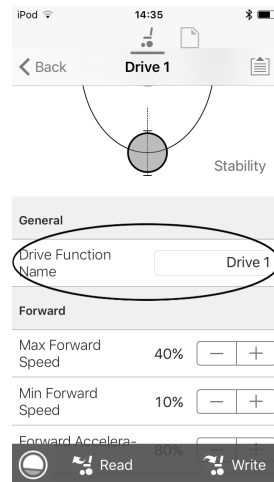 iPod 14:35
Back Drive 1
Stability
General
Drive Function
Name
Drive 1
Forward
Max Forward
Speed
40% − +
Min Forward
Speed
10% − +
Forward Accelera-
80% − +
Read Write